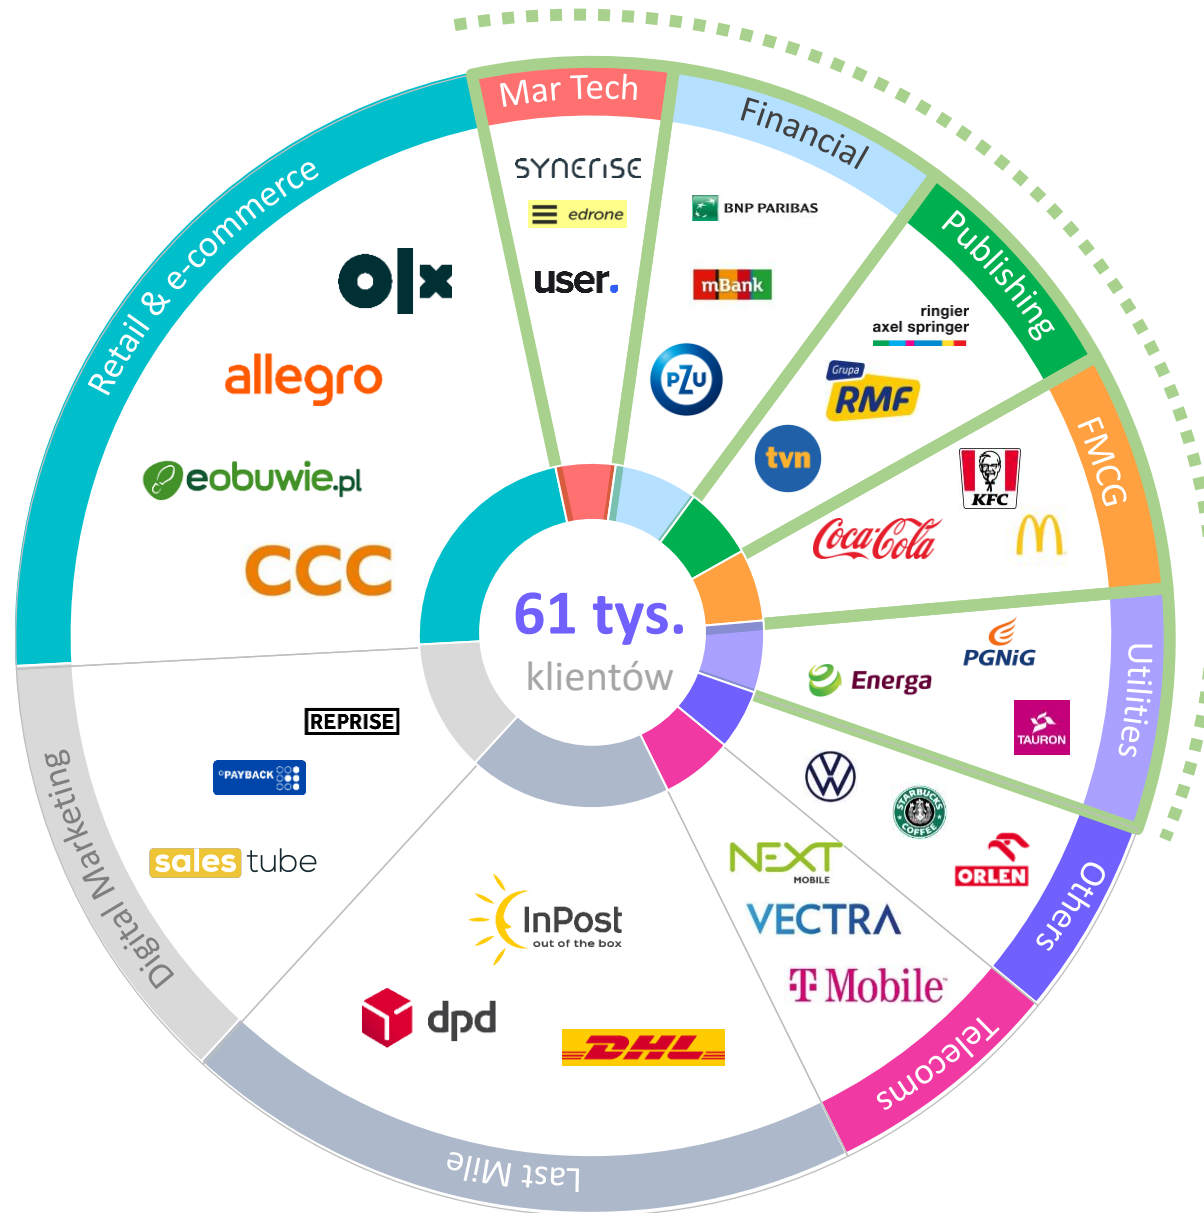 Mar Tech
SYNERISE
edrone
user.
Financial
BNP PARIBAS
mBank
PZU
Publishing
ringier
axel springer
Grupa
RMF
tvn
FMCG
KFC
Coca-Cola
Utilities
PGNiG
Energa
TAURON
Others
STARBUCKS
COFFEE
ORLEN
Telecoms
NEXT
MOBILE
VECTRA
T Mobile
Last Mile
InPost
out of the box
dpd
DHL
Digital Marketing
REPRISE
PAYBACK
sales tube
Retail & e-commerce
olx
allegro
eobuwie.pl
CCC
61 tys.
klientów